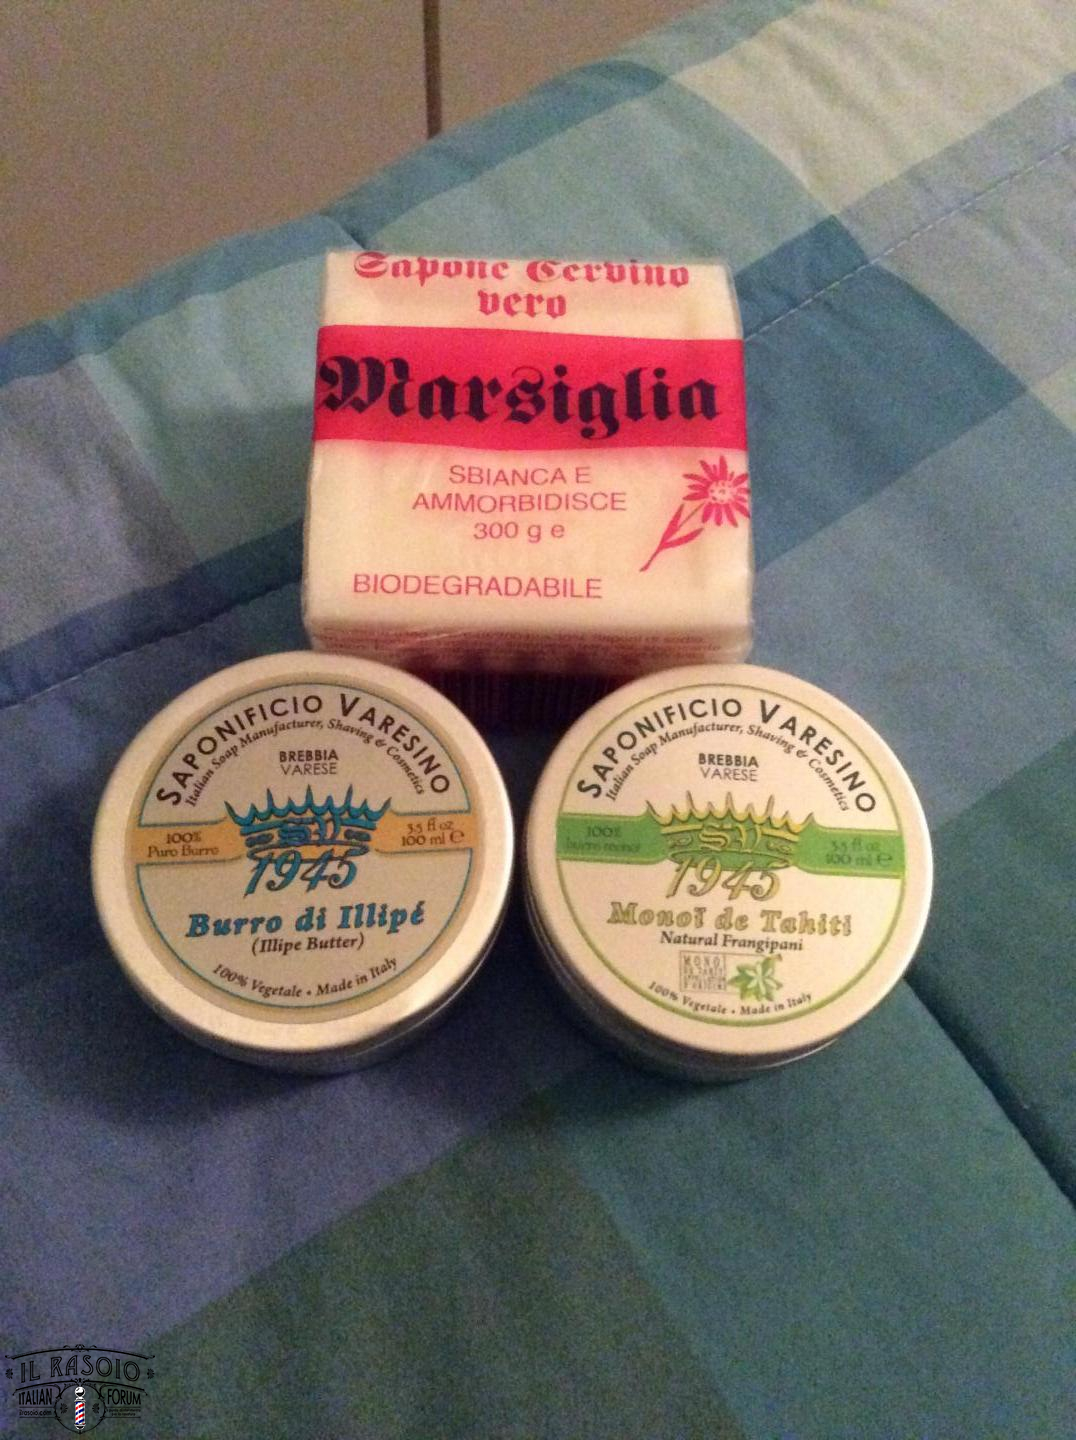 Sapone Cervino
vero
Marsiglia
SBIANCA E
AMMORBIDISCE
300 g e
BIODEGRADABILE
SAPONIFICIO VARESINO
Italian Soap Manufacturer, Shaving & Cosmetics
BREBBIA
VARESE
100%
Puro Burro
SV
3.5 fl oz
100 ml ℮
1945
Burro di Illipé
(Illipe Butter)
100% Vegetale • Made in Italy
SAPONIFICIO VARESINO
Italian Soap Manufacturer, Shaving & Cosmetics
BREBBIA
VARESE
100%
burro monoï
SV
3.5 fl oz
100 ml ℮
1945
Monoï de Tahiti
Natural Frangipani
100% Vegetale • Made in Italy
IL RASOIO
ITALIAN FORUM